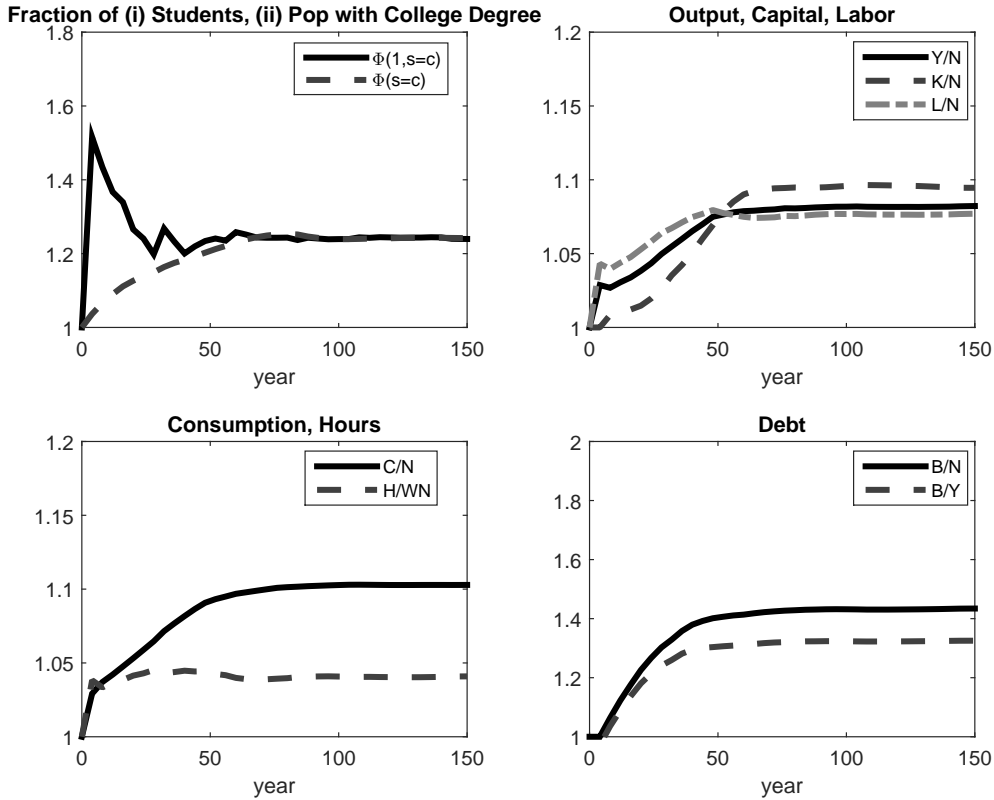 Fraction of (i) Students, (ii) Pop with College Degree
1.8
1.6
1.4
1.2
1
0
50
100
150
year
Φ(1,s=c)
Φ(s=c)
Output, Capital, Labor
1.2
1.15
1.1
1.05
1
0
50
100
150
year
Y/N
K/N
L/N
Consumption, Hours
1.2
1.15
1.1
1.05
1
0
50
100
150
year
C/N
H/WN
Debt
2
1.8
1.6
1.4
1.2
1
0
50
100
150
year
B/N
B/Y